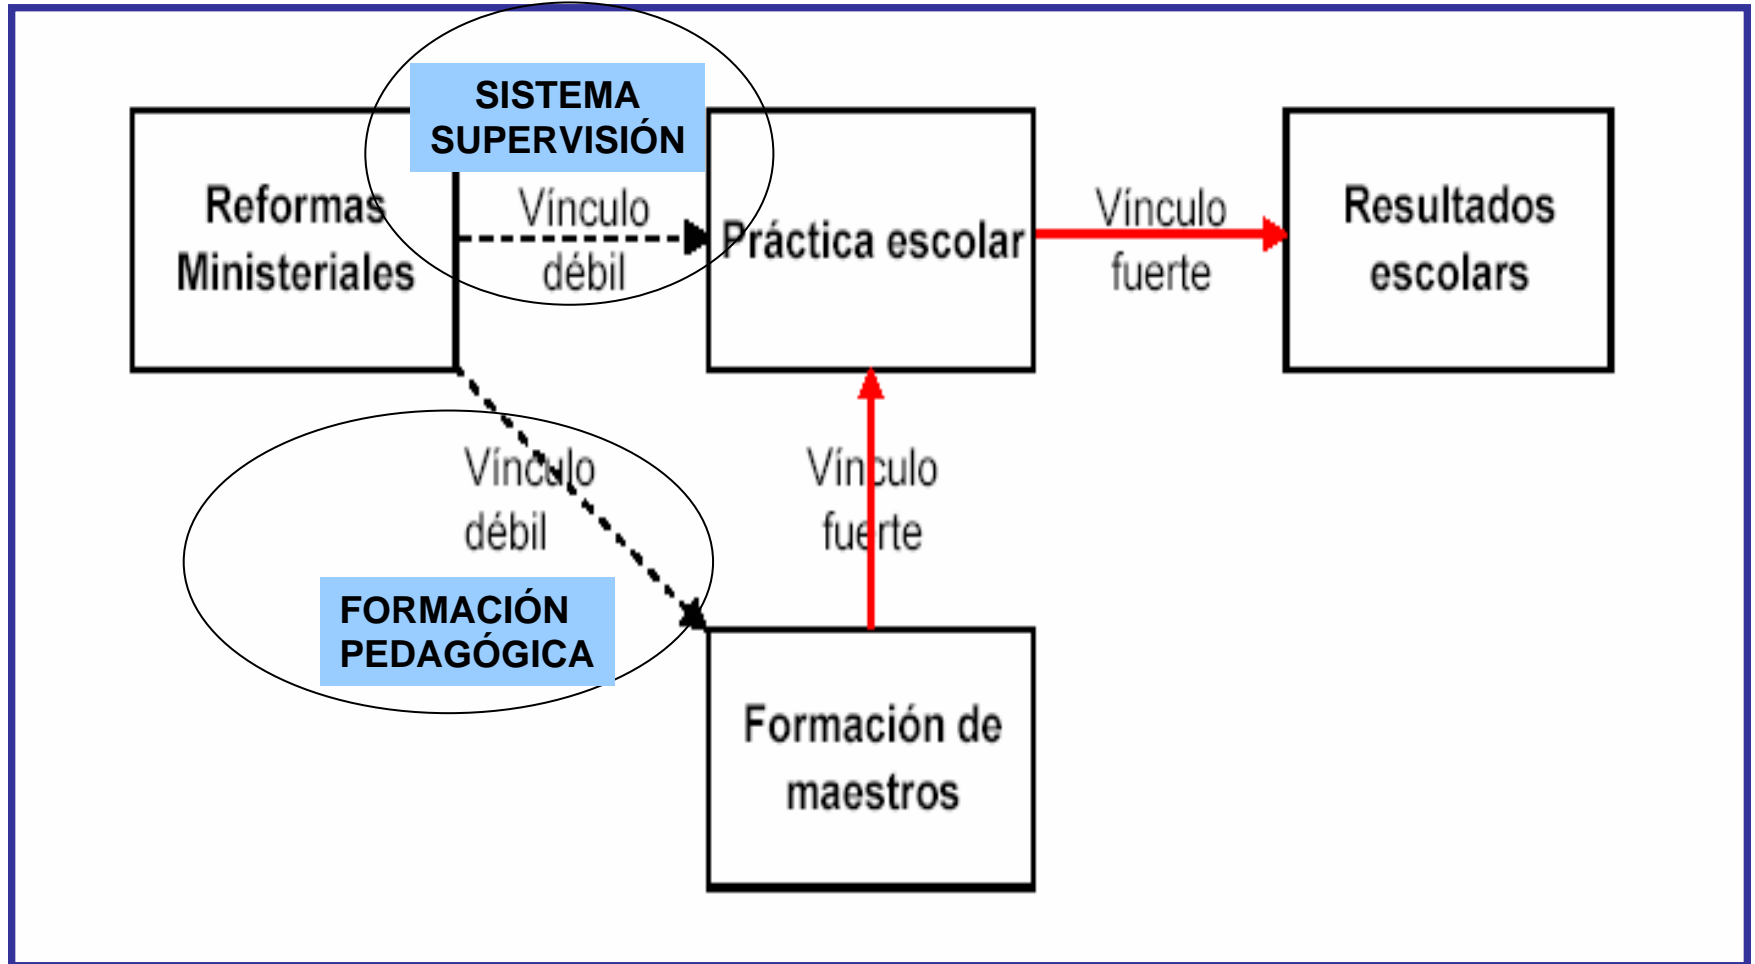 SISTEMA
SUPERVISIÓN
Reformas
Ministeriales
Vínculo
débil
Práctica escolar
Vínculo
fuerte
Resultados
escolars
Vínculo
débil
Vínculo
fuerte
FORMACIÓN
PEDAGÓGICA
Formación de
maestros